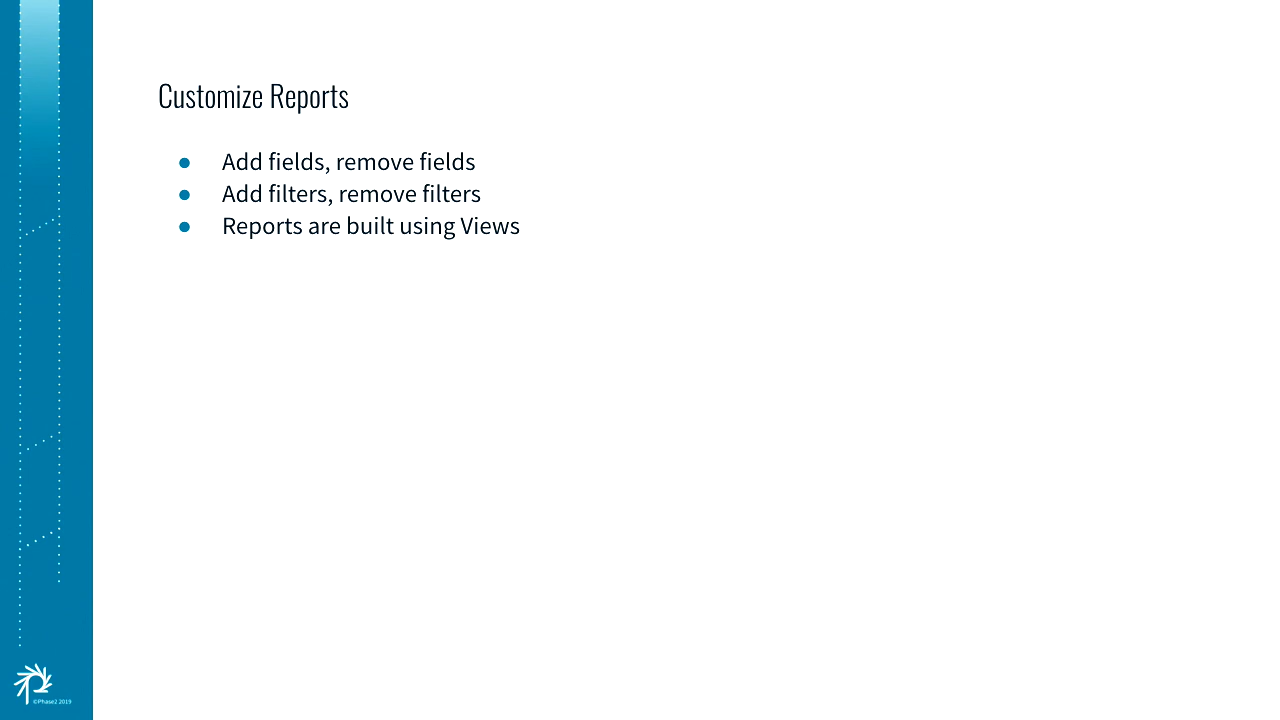 Customize Reports
● Add fields, remove fields
● Add filters, remove filters
● Reports are built using Views
©Phase2 2019